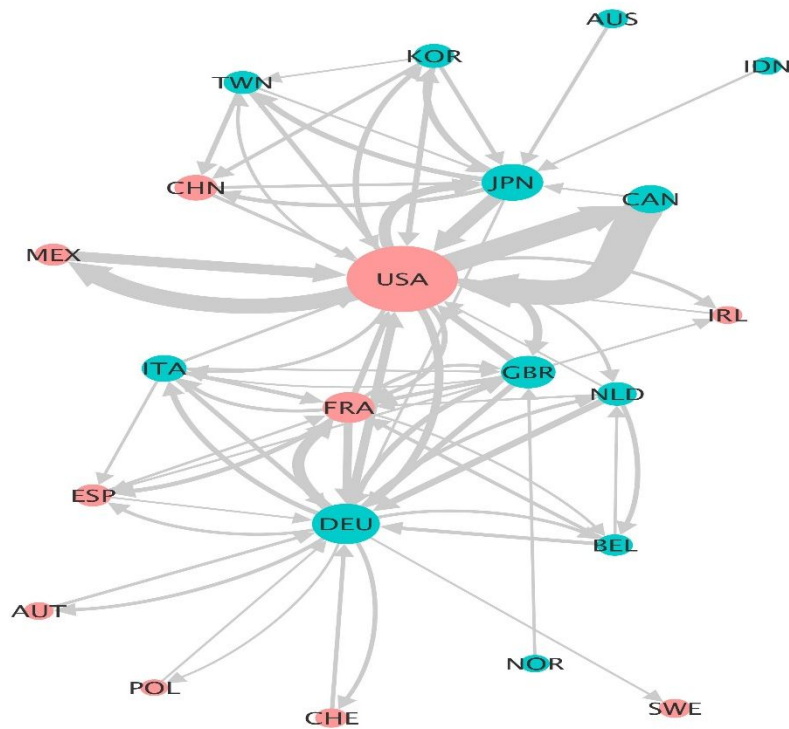 AUS
KOR
IDN
TWN
CHN
JPN
CAN
MEX
USA
IRL
ITA
GBR
NLD
FRA
ESP
DEU
BEL
AUT
NOR
POL
SWE
CHE